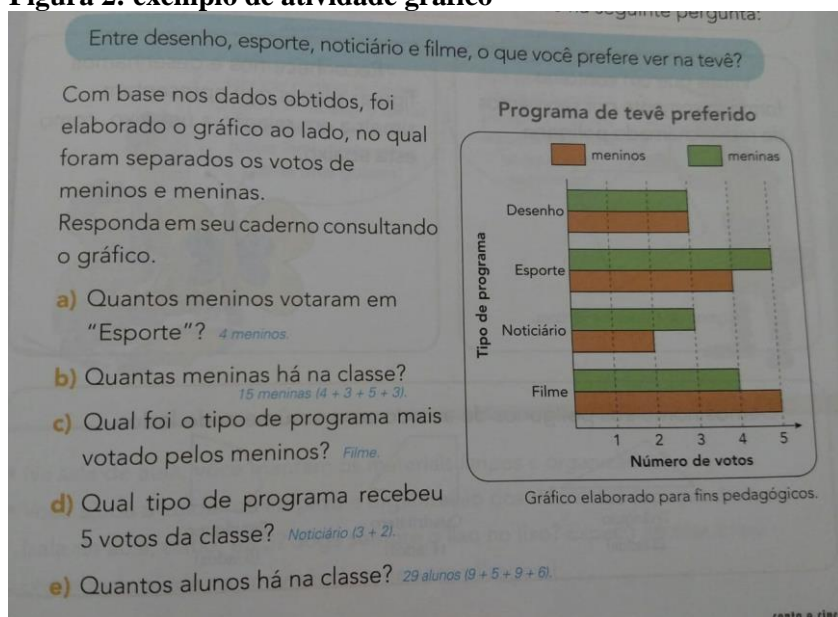 Figura 2: exemplo de atividade gráfico
seguinte pergunta:
Entre desenho, esporte, noticiário e filme, o que você prefere ver na tevê?
Com base nos dados obtidos, foi
elaborado o gráfico ao lado, no qual
foram separados os votos de
meninos e meninas.
Responda em seu caderno consultando
o gráfico.
a) Quantos meninos votaram em
"Esporte"? 4 meninos.
b) Quantas meninas há na classe?
15 meninas (4 + 3 + 5 + 3).
c) Qual foi o tipo de programa mais
votado pelos meninos? Filme.
d) Qual tipo de programa recebeu
5 votos da classe? Noticiário (3 + 2).
e) Quantos alunos há na classe? 29 alunos (9 + 5 + 9 + 6).
Programa de tevê preferido
meninos
meninas
Tipo de programa
Desenho
Esporte
Noticiário
Filme
1 2 3 4 5
Número de votos
Gráfico elaborado para fins pedagógicos.